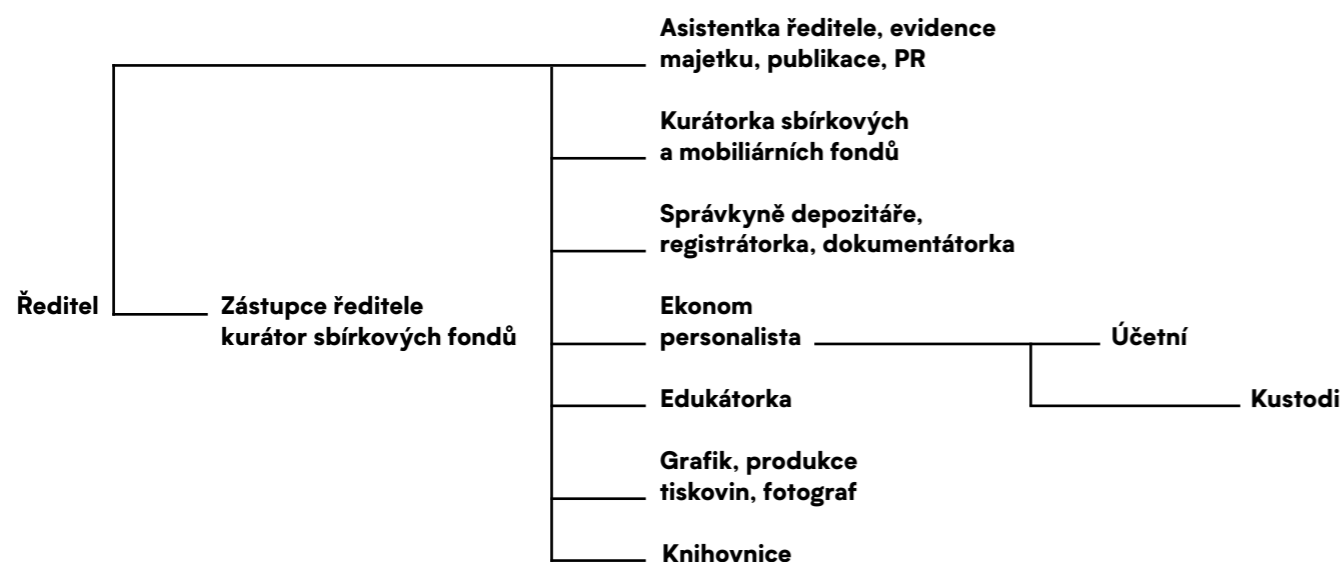 Asistentka ředitele, evidence
majetku, publikace, PR
Kurátorka sbírkových
a mobiliárních fondů
Správkyně depozitáře,
registrátorka, dokumentátorka
Ředitel
Zástupce ředitele
kurátor sbírkových fondů
Ekonom
personalista
Účetní
Kustodi
Edukátorka
Grafik, produkce
tiskovin, fotograf
Knihovnice